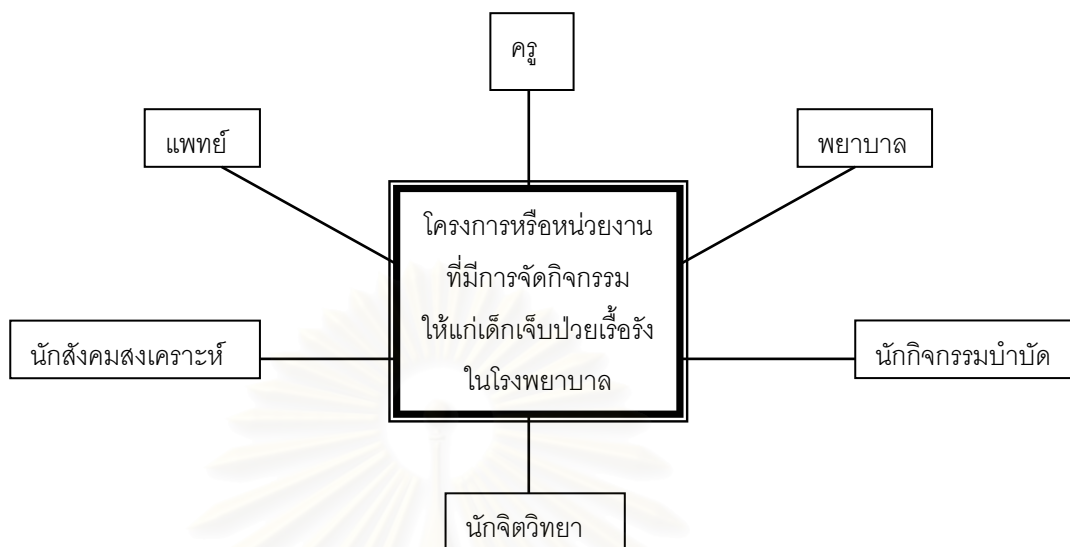 ครู
แพทย์
พยาบาล
โครงการหรือหน่วยงาน
ที่มีการจัดกิจกรรม
ให้แก่เด็กเจ็บป่วยเรื้อรัง
ในโรงพยาบาล
นักสังคมสงเคราะห์
นักกิจกรรมบำบัด
นักจิตวิทยา